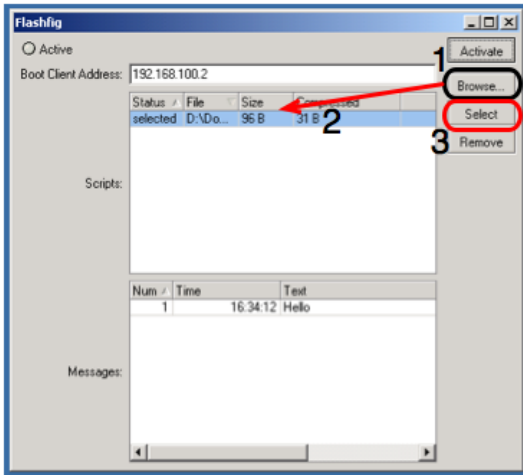 Flashfig
Active
Activate
Boot Client Address: 192.168.100.2
1
Browse...
Status File Size Compressed
selected D:\Do... 96 B 31 B
2
Select
3
Remove
Scripts:
Num Time Text
1 16:34:12 Hello
Messages: